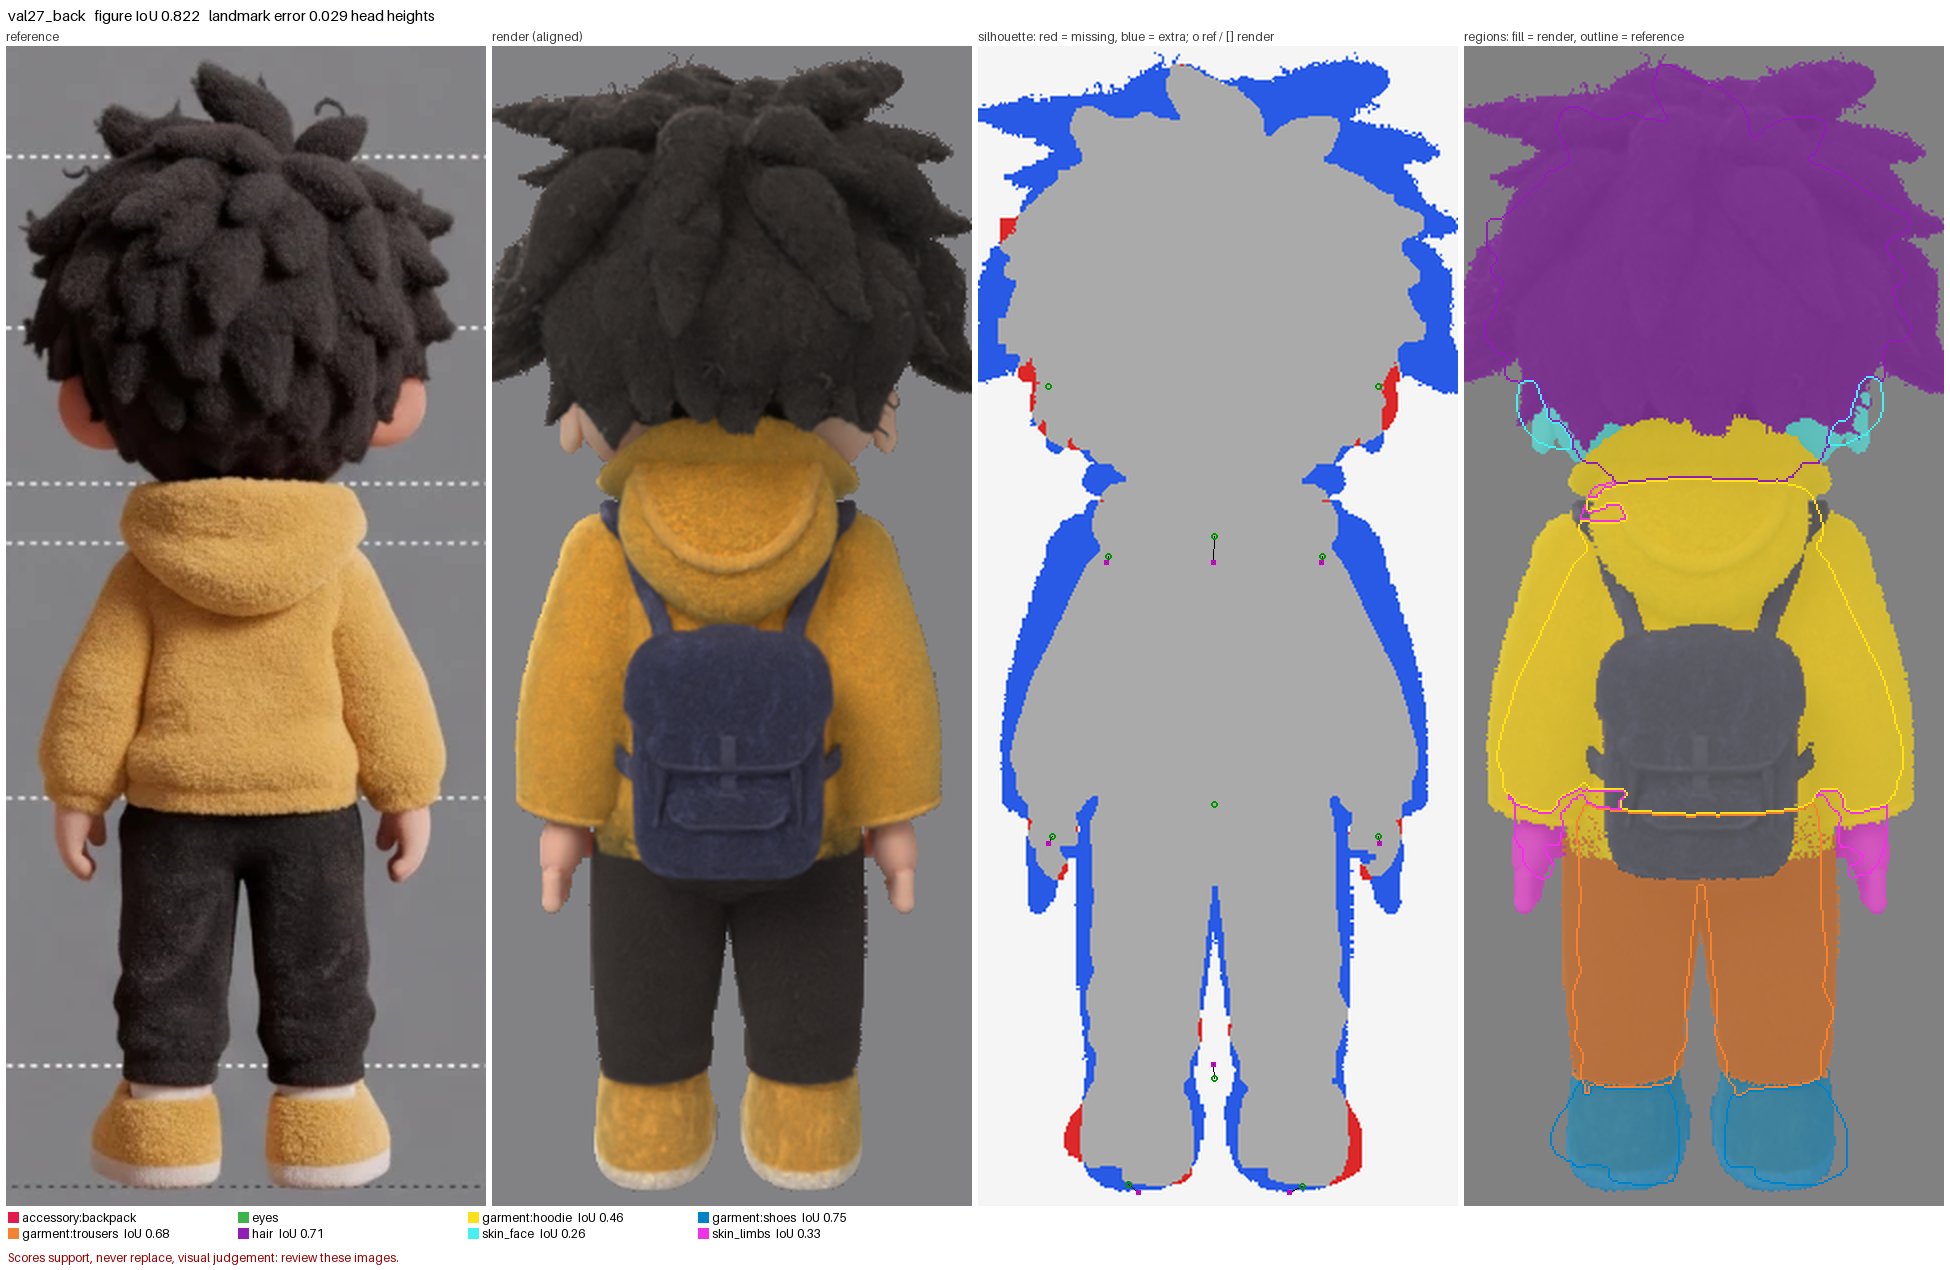 val27_back figure IoU 0.822 landmark error 0.029 head heights
reference
render (aligned)
silhouette: red = missing, blue = extra; o ref / [] render
regions: fill = render, outline = reference
accessory:backpack
eyes
garment:hoodie IoU 0.46
garment:shoes IoU 0.75
garment:trousers IoU 0.68
hair IoU 0.71
skin_face IoU 0.26
skin_limbs IoU 0.33
Scores support, never replace, visual judgement: review these images.